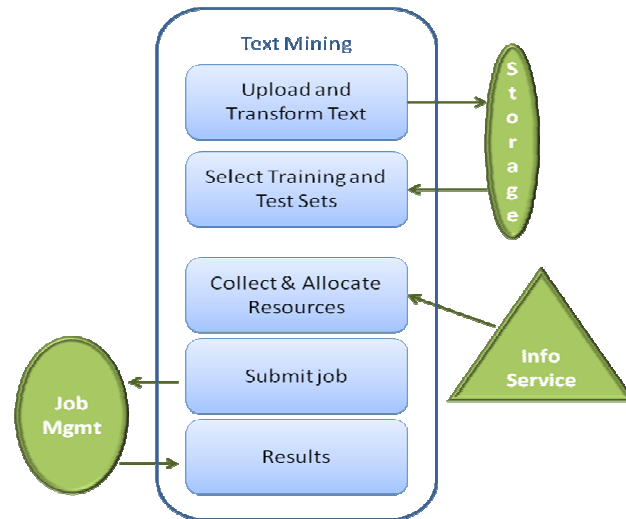 Text Mining
Upload and
Transform Text
Storage
Select Training and
Test Sets
Collect & Allocate
Resources
Info
Service
Submit job
Job
Mgmt
Results